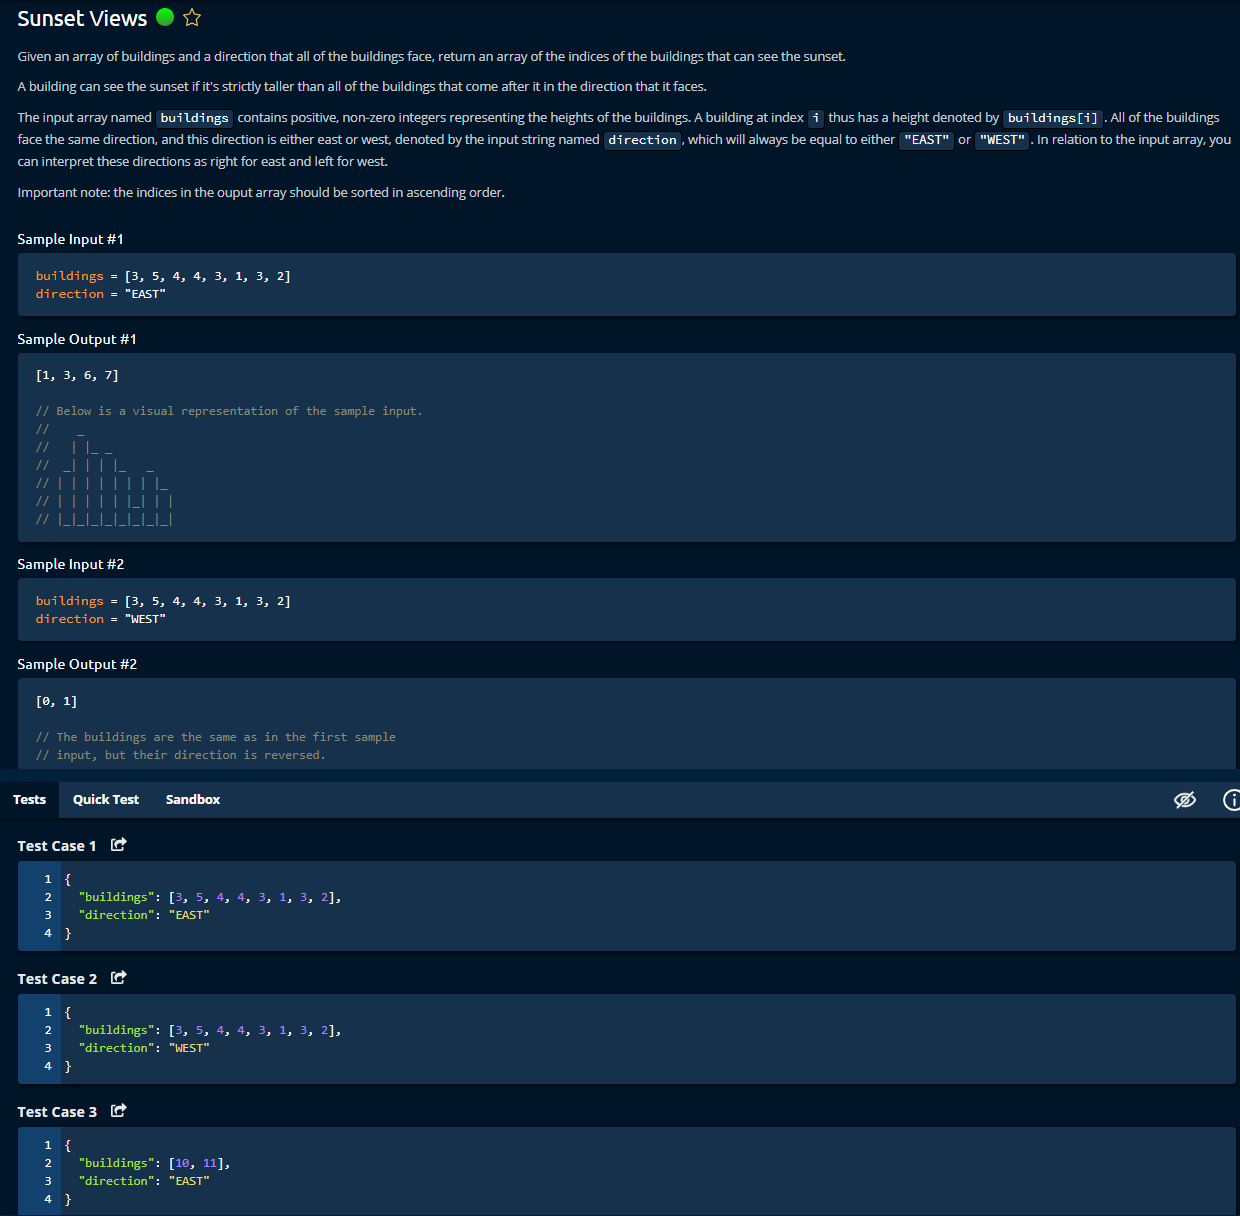 Sunset Views
Given an array of buildings and a direction that all of the buildings face, return an array of the indices of the buildings that can see the sunset.
A building can see the sunset if it's strictly taller than all of the buildings that come after it in the direction that it faces.
The input array named buildings contains positive, non-zero integers representing the heights of the buildings. A building at index i thus has a height denoted by buildings[i] . All of the buildings
face the same direction, and this direction is either east or west, denoted by the input string named direction , which will always be equal to either "EAST" or "WEST" . In relation to the input array, you
can interpret these directions as right for east and left for west.
Important note: the indices in the ouput array should be sorted in ascending order.
Sample Input #1
buildings = [3, 5, 4, 4, 3, 1, 3, 2]
direction = "EAST"
Sample Output #1
[1, 3, 6, 7]
// Below is a visual representation of the sample input.
//    _
//   | |_ _
//  _| | | |_   _
// | | | | | | | |_
// | | | | | |_| | |
// |_|_|_|_|_|_|_|_|
Sample Input #2
buildings = [3, 5, 4, 4, 3, 1, 3, 2]
direction = "WEST"
Sample Output #2
[0, 1]
// The buildings are the same as in the first sample
// input, but their direction is reversed.
Tests Quick Test Sandbox
Test Case 1
1 {
2   "buildings": [3, 5, 4, 4, 3, 1, 3, 2],
3   "direction": "EAST"
4 }
Test Case 2
1 {
2   "buildings": [3, 5, 4, 4, 3, 1, 3, 2],
3   "direction": "WEST"
4 }
Test Case 3
1 {
2   "buildings": [10, 11],
3   "direction": "EAST"
4 }